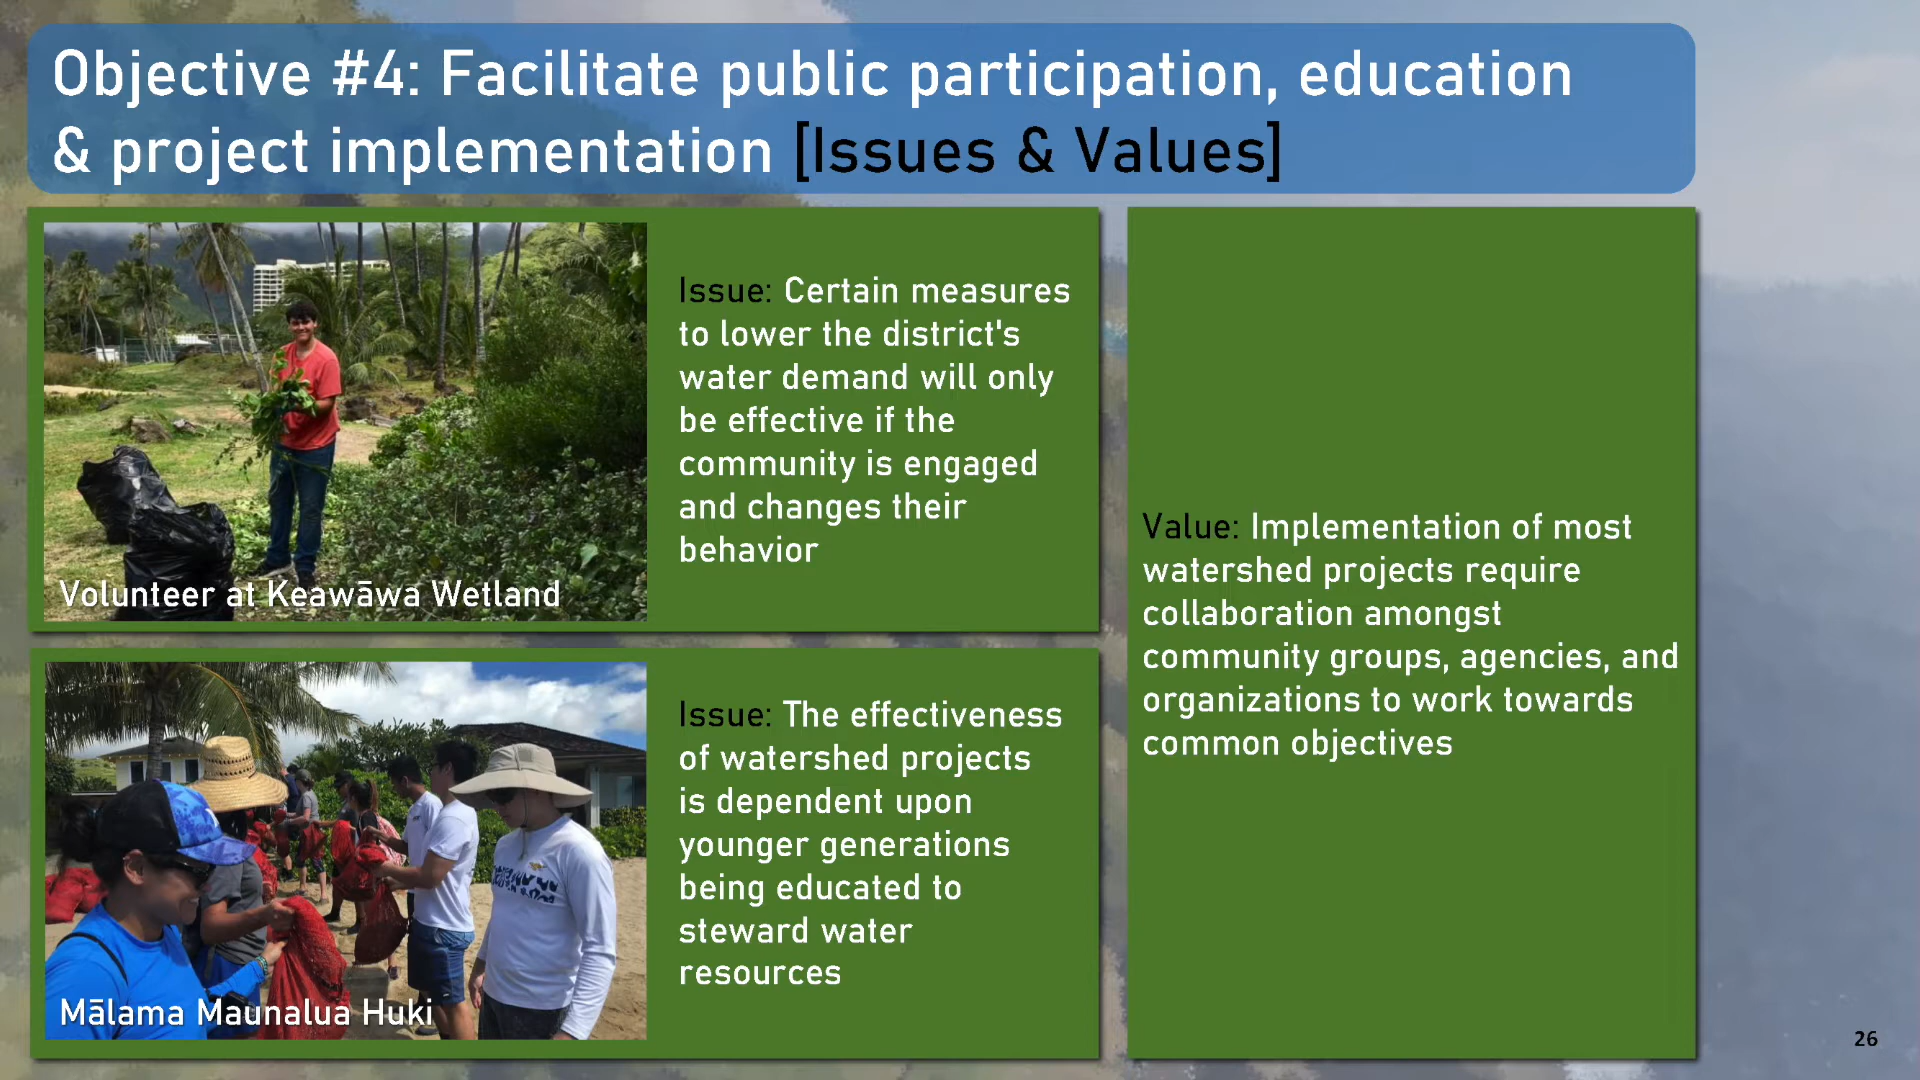 Objective #4: Facilitate public participation, education
& project implementation [Issues & Values]
Issue: Certain measures
to lower the district's
water demand will only
be effective if the
community is engaged
and changes their
behavior
Volunteer at Keawāwa Wetland
Issue: The effectiveness
of watershed projects
is dependent upon
younger generations
being educated to
steward water
resources
Mālama Maunalua Huki
Value: Implementation of most
watershed projects require
collaboration amongst
community groups, agencies, and
organizations to work towards
common objectives
26